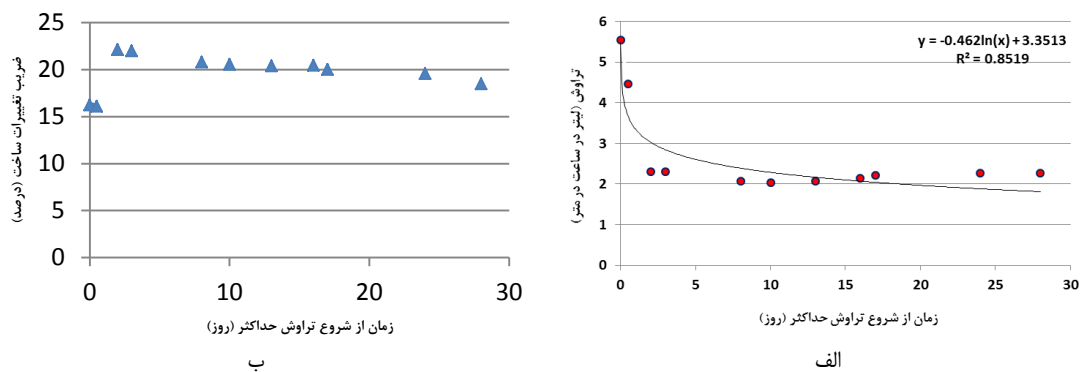 6
5
4
3
2
1
0
0 5 10 15 20 25 30
y = -0.462ln(x) + 3.3513
R² = 0.8519
تراوش (لیتر در ساعت در متر)
زمان از شروع تراوش حداکثر (روز)
الف
25
20
15
10
5
0
0 10 20 30
ضریب تغییرات ساخت (درصد)
زمان از شروع تراوش حداکثر (روز)
ب